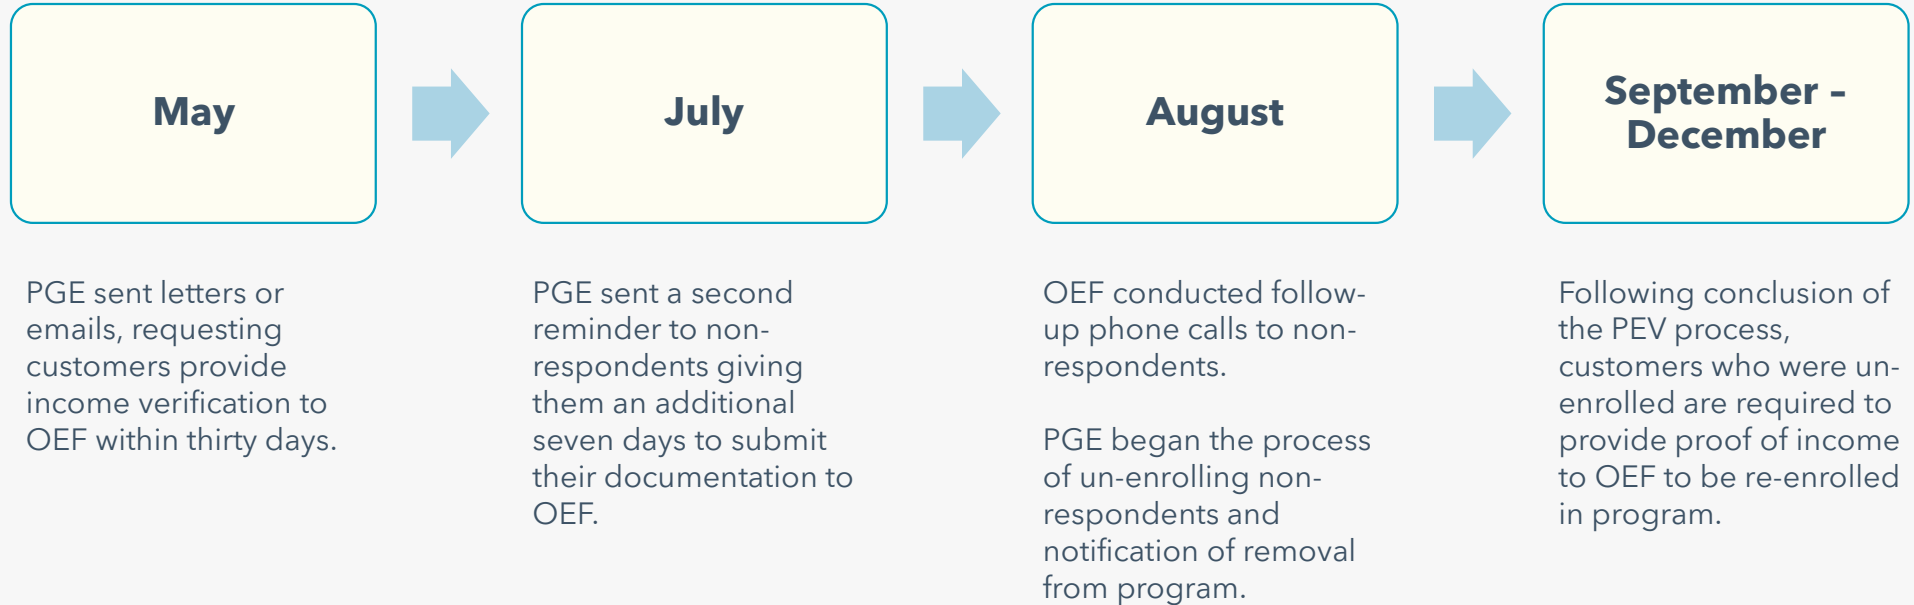 May
July
August
September –
December
PGE sent letters or
emails, requesting
customers provide
income verification to
OEF within thirty days.
PGE sent a second
reminder to non-
respondents giving
them an additional
seven days to submit
their documentation to
OEF.
OEF conducted follow-
up phone calls to non-
respondents.
PGE began the process
of un-enrolling non-
respondents and
notification of removal
from program.
Following conclusion of
the PEV process,
customers who were un-
enrolled are required to
provide proof of income
to OEF to be re-enrolled
in program.